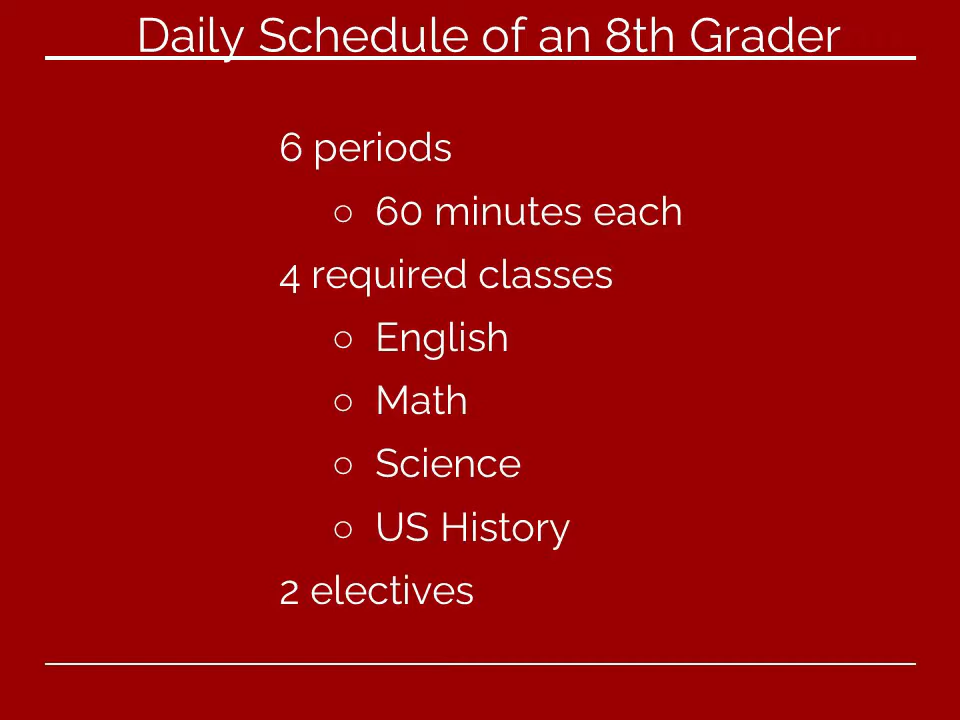 Daily Schedule of an 8th Grader
6 periods
○ 60 minutes each
4 required classes
○ English
○ Math
○ Science
○ US History
2 electives